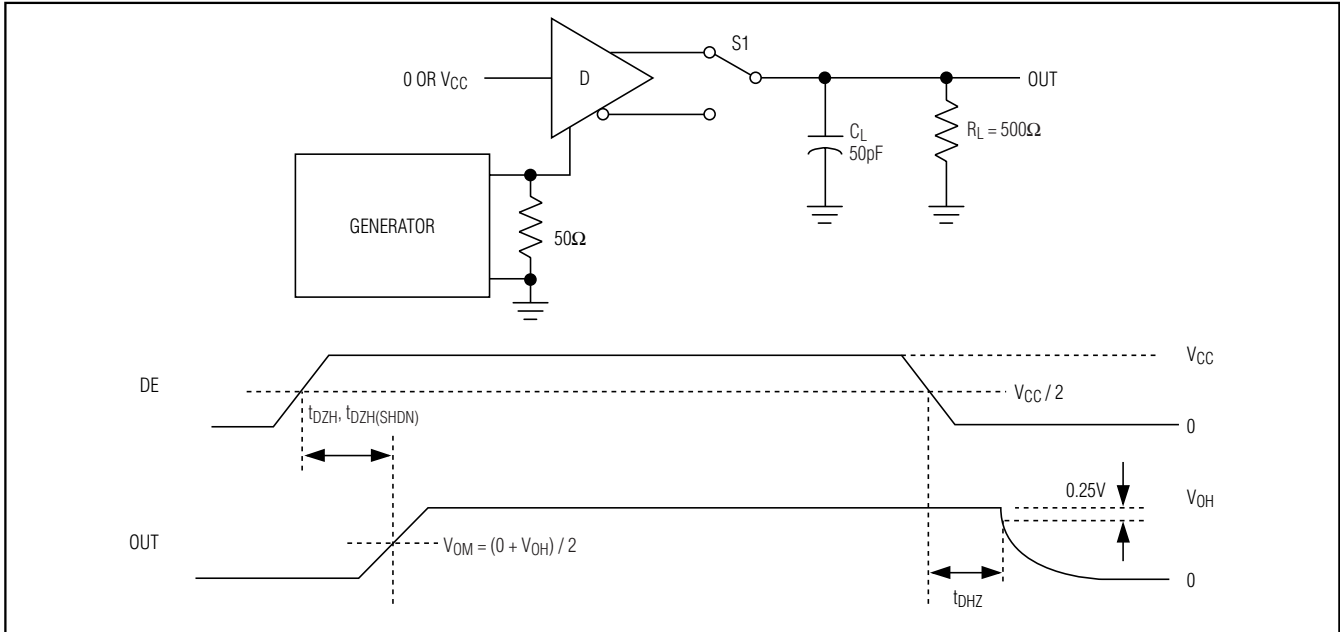 S1
0 OR VCC
D
OUT
CL
50pF
RL = 500Ω
GENERATOR
50Ω
VCC
DE
VCC / 2
tDZH, tDZH(SHDN)
0
0.25V
VOH
OUT
VOM = (0 + VOH) / 2
0
tDHZ